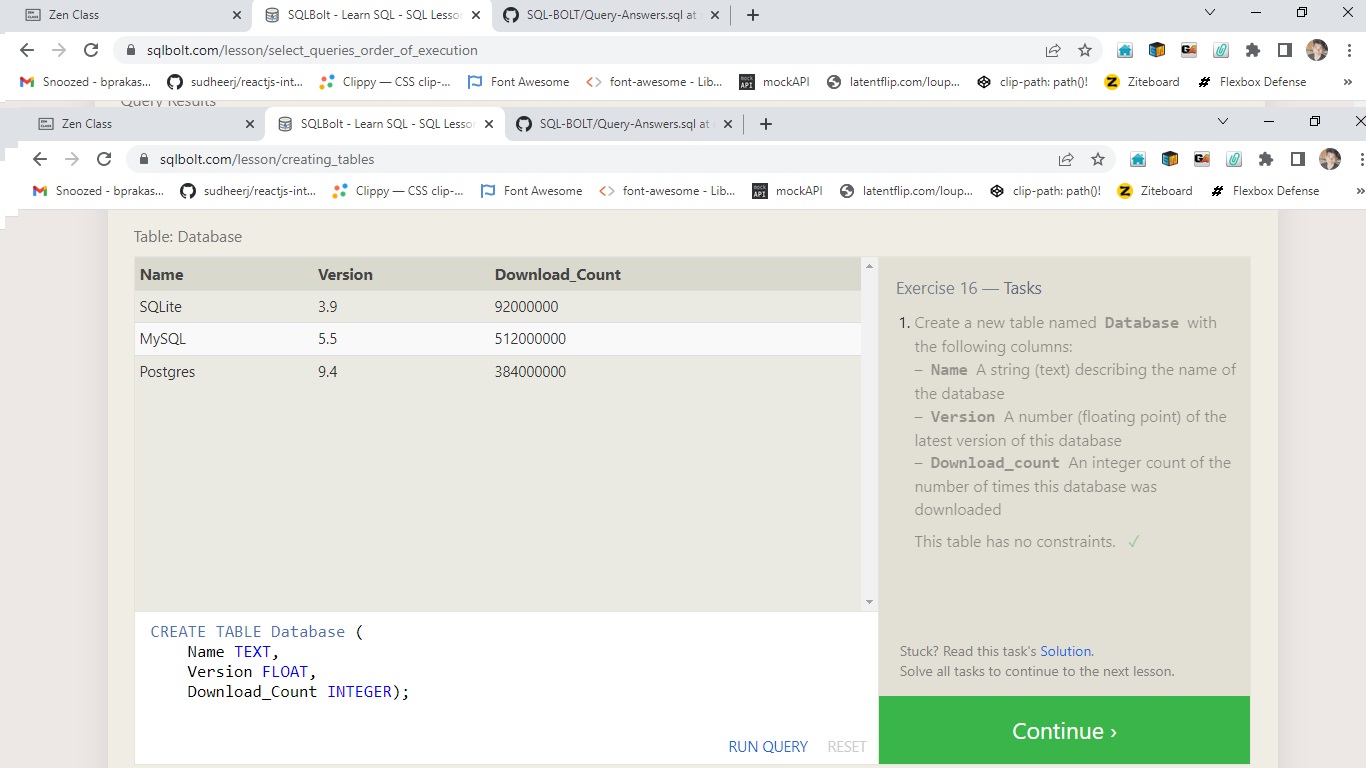 Zen Class
SQLBolt - Learn SQL - SQL Lesso
SQL-BOLT/Query-Answers.sql at
sqlbolt.com/lesson/select_queries_order_of_execution
Snoozed - bprakas...
sudheerj/reactjs-int...
Clippy — CSS clip-...
Font Awesome
font-awesome - Lib...
mock API
mockAPI
latentflip.com/loup...
clip-path: path()!
Ziteboard
Flexbox Defense
»
Query Results
Zen Class
SQLBolt - Learn SQL - SQL Lesso
SQL-BOLT/Query-Answers.sql at
sqlbolt.com/lesson/creating_tables
Snoozed - bprakas...
sudheerj/reactjs-int...
Clippy — CSS clip-...
Font Awesome
font-awesome - Lib...
mock API
mockAPI
latentflip.com/loup...
clip-path: path()!
Ziteboard
Flexbox Defense
»
Table: Database
Name Version Download_Count
SQLite 3.9 92000000
MySQL 5.5 512000000
Postgres 9.4 384000000
Exercise 16 — Tasks
1. Create a new table named Database with
the following columns:
– Name A string (text) describing the name of
the database
– Version A number (floating point) of the
latest version of this database
– Download_count An integer count of the
number of times this database was
downloaded
This table has no constraints. ✓
CREATE TABLE Database (
Name TEXT,
Version FLOAT,
Download_Count INTEGER);
RUN QUERY RESET
Stuck? Read this task's Solution.
Solve all tasks to continue to the next lesson.
Continue ›